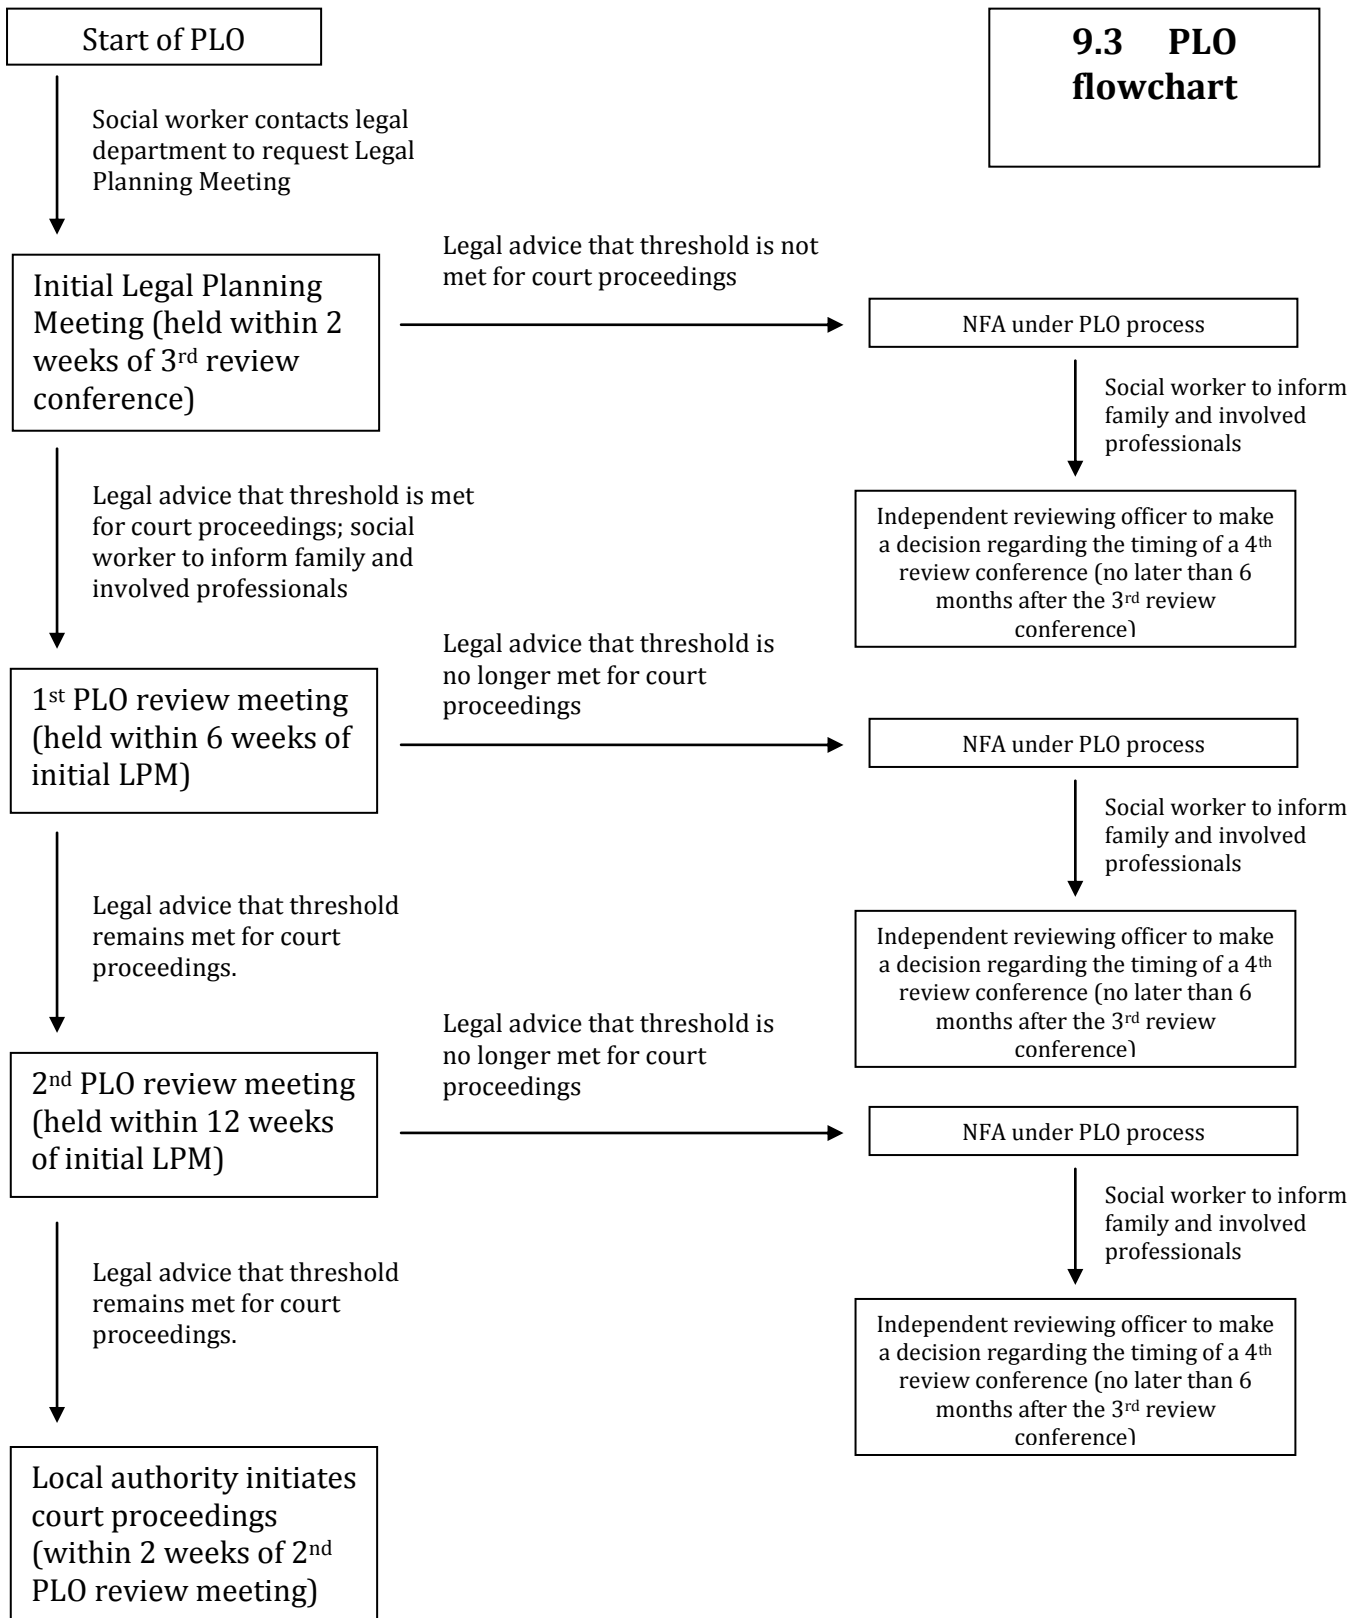 Start of PLO
9.3 PLO
flowchart
Social worker contacts legal
department to request Legal
Planning Meeting
Legal advice that threshold is not
met for court proceedings
Initial Legal Planning
Meeting (held within 2
weeks of 3rd review
conference)
NFA under PLO process
Social worker to inform
family and involved
professionals
Legal advice that threshold is met
for court proceedings; social
worker to inform family and
involved professionals
Independent reviewing officer to make
a decision regarding the timing of a 4th
review conference (no later than 6
months after the 3rd review
conference)
Legal advice that threshold is
no longer met for court
proceedings
1st PLO review meeting
(held within 6 weeks of
initial LPM)
NFA under PLO process
Social worker to inform
family and involved
professionals
Legal advice that threshold
remains met for court
proceedings.
Independent reviewing officer to make
a decision regarding the timing of a 4th
review conference (no later than 6
months after the 3rd review
conference)
Legal advice that threshold is
no longer met for court
proceedings
2nd PLO review meeting
(held within 12 weeks
of initial LPM)
NFA under PLO process
Social worker to inform
family and involved
professionals
Legal advice that threshold
remains met for court
proceedings.
Independent reviewing officer to make
a decision regarding the timing of a 4th
review conference (no later than 6
months after the 3rd review
conference)
Local authority initiates
court proceedings
(within 2 weeks of 2nd
PLO review meeting)